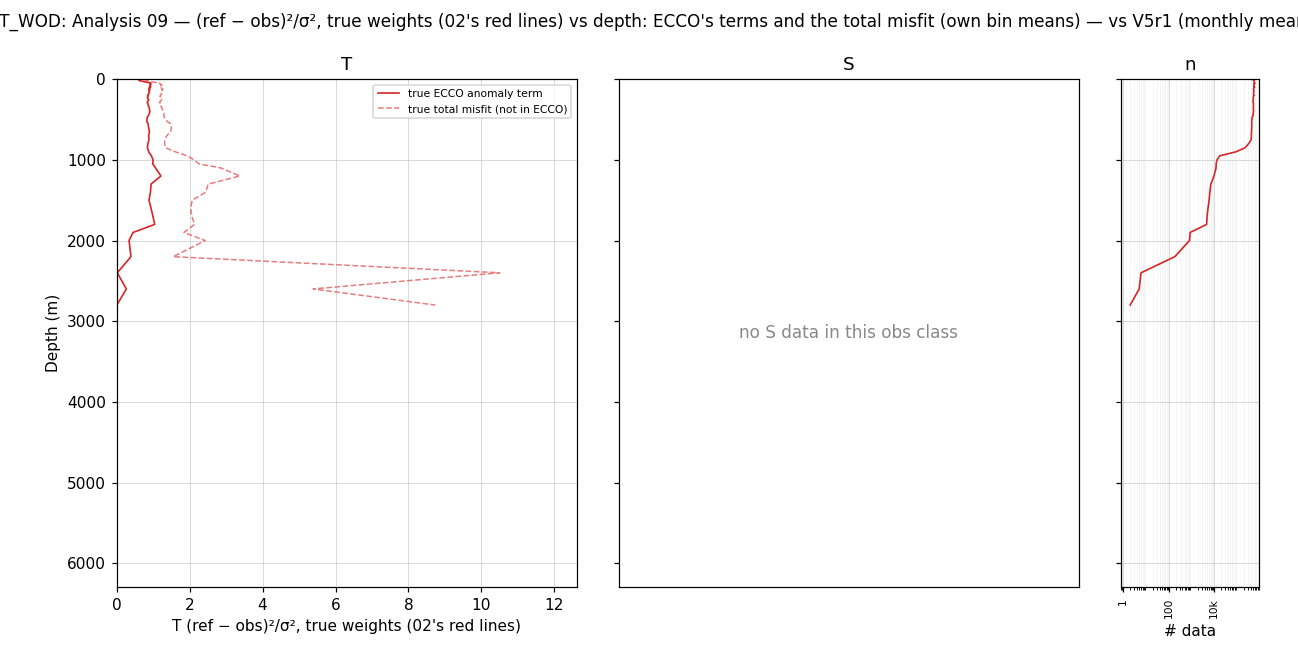 T_WOD: Analysis 09 — (ref − obs)²/σ², true weights (02's red lines) vs depth: ECCO's terms and the total misfit (own bin means) — vs V5r1 (monthly
T
S
n
true ECCO anomaly term
true total misfit (not in ECCO)
0
1000
2000
3000
4000
5000
6000
Depth (m)
no S data in this obs class
0 2 4 6 8 10 12
1 100 10k
T (ref − obs)²/σ², true weights (02's red lines)
# data